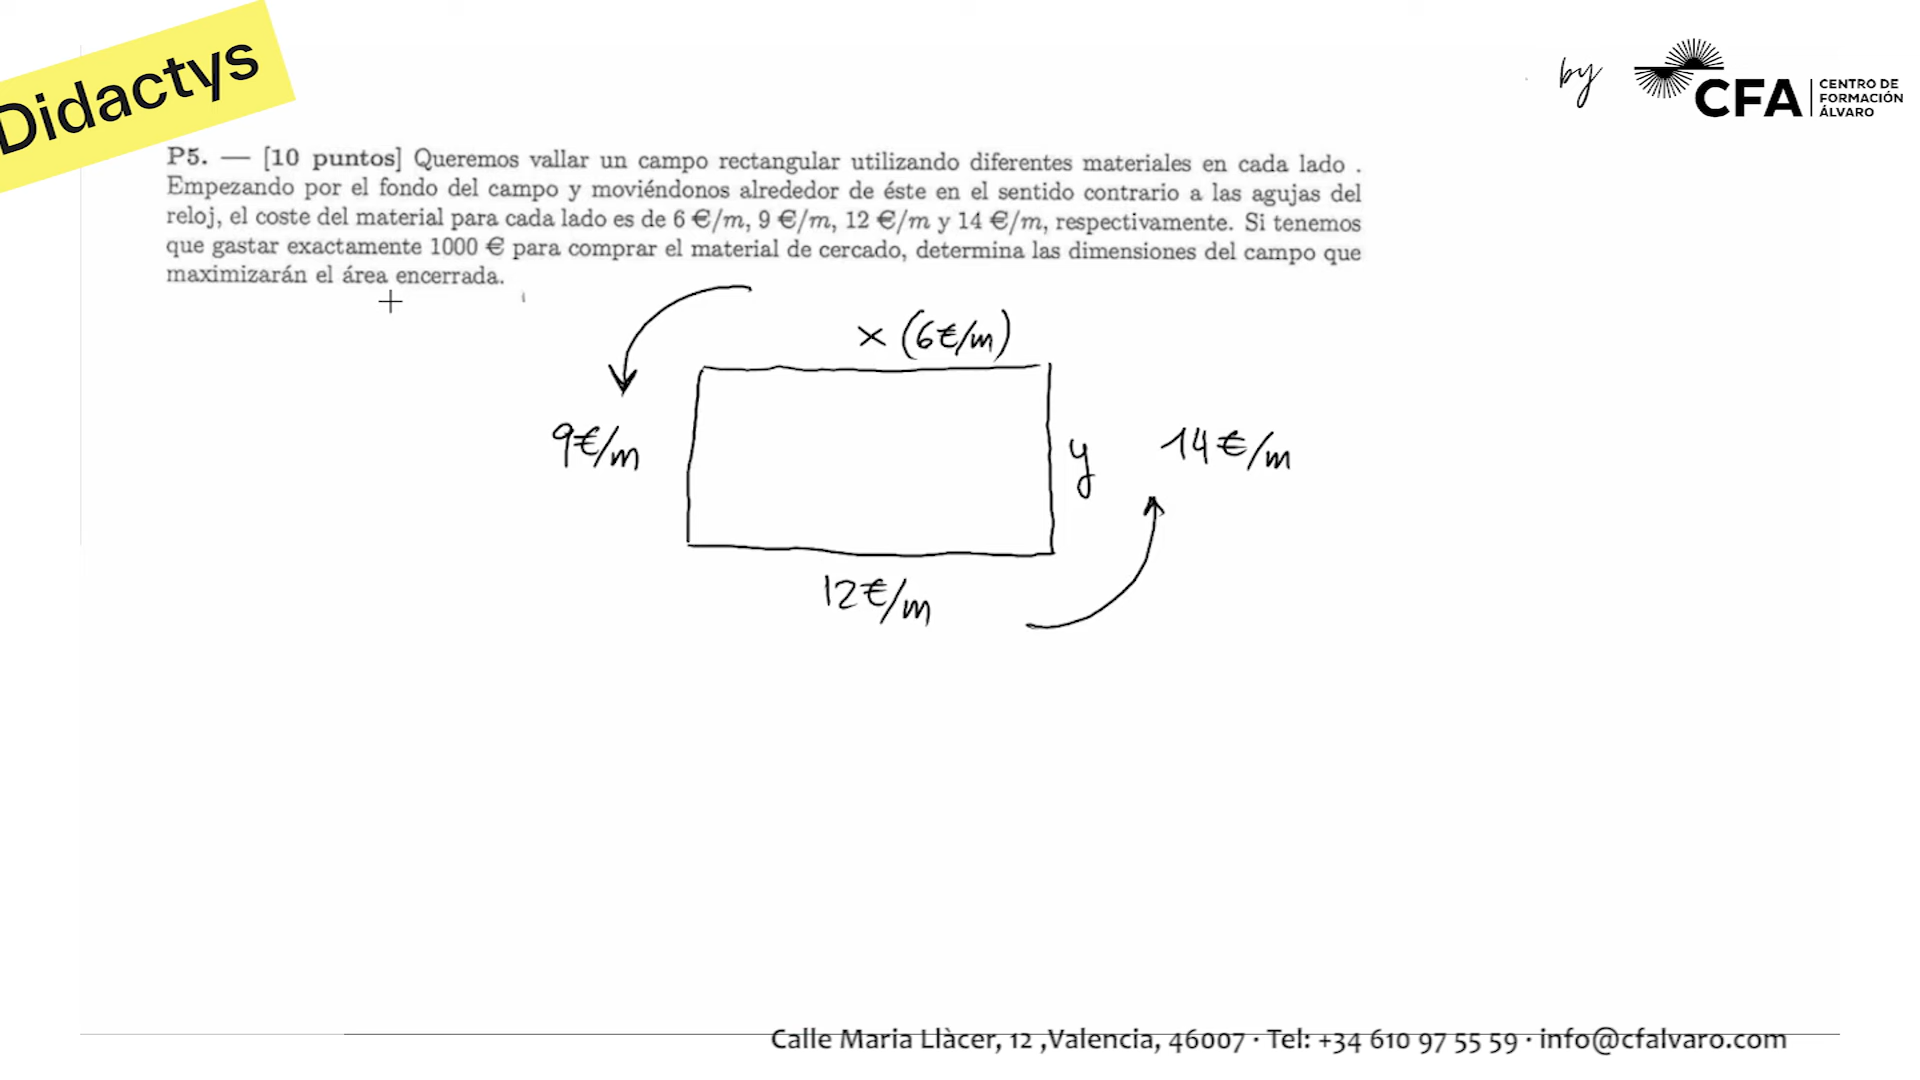 Didactys
by
CFA
CENTRO DE
FORMACIÓN
ÁLVARO
P5. — [10 puntos] Queremos vallar un campo rectangular utilizando diferentes materiales en cada lado .
Empezando por el fondo del campo y moviéndonos alrededor de éste en el sentido contrario a las agujas del
reloj, el coste del material para cada lado es de 6 €/m, 9 €/m, 12 €/m y 14 €/m, respectivamente. Si tenemos
que gastar exactamente 1000 € para comprar el material de cercado, determina las dimensiones del campo que
maximizarán el área encerrada.
x (6€/m)
9€/m
y
14€/m
12€/m
Calle Maria Llàcer, 12 ,Valencia, 46007 · Tel: +34 610 97 55 59 · info@cfalvaro.com